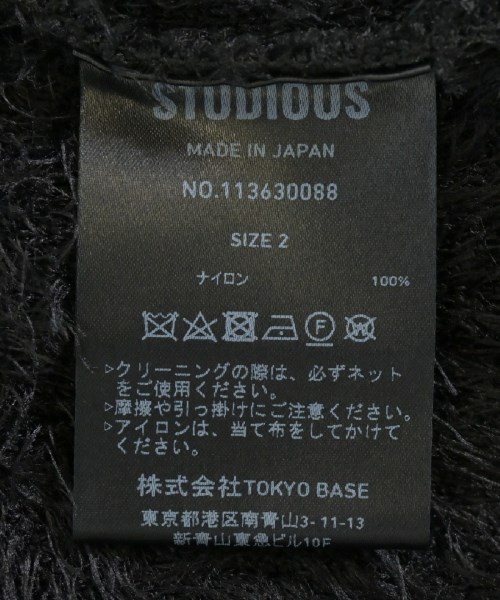 STUDIOUS
MADE IN JAPAN
NO.113630088
SIZE 2
ナイロン 100%
F W
▷クリーニングの際は、必ずネット
をご使用ください。
▷摩擦や引っ掛けにご注意ください。
▷アイロンは、当て布をしてかけて
ください。
株式会社TOKYO BASE
東京都港区南青山3-11-13
新青山東急ビル10F